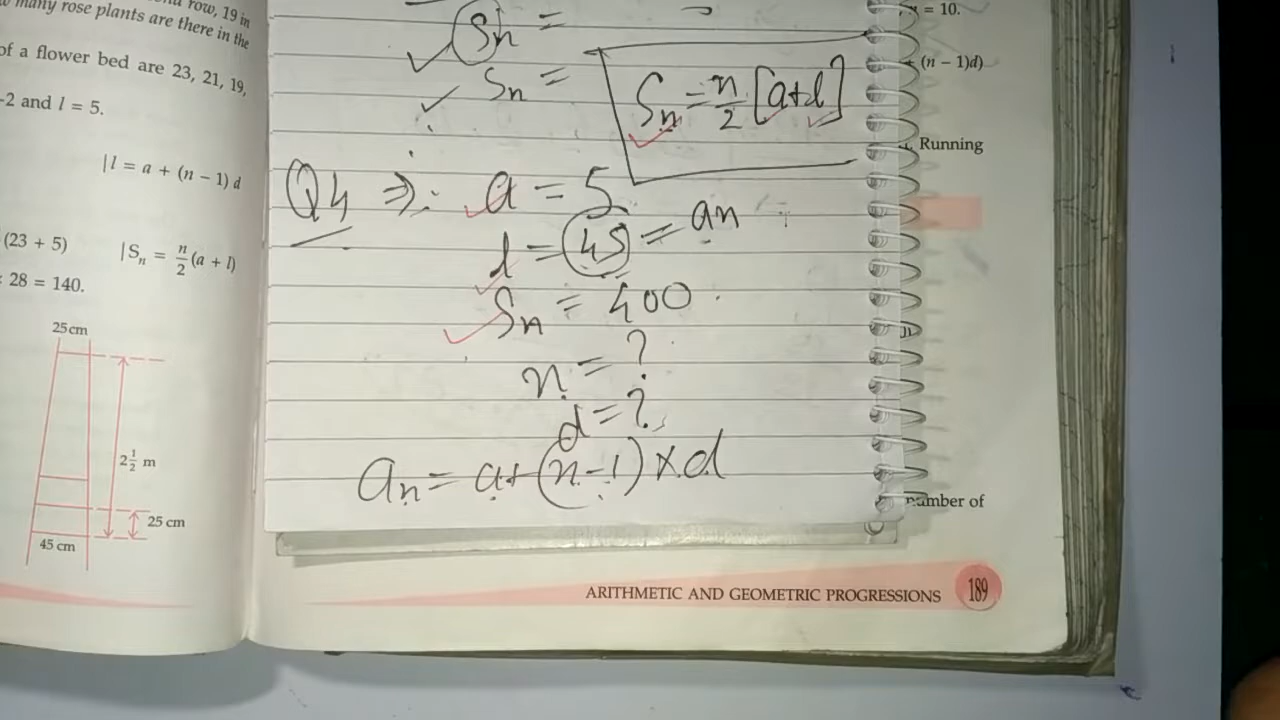 row, 19 in
many rose plants are there in the
of a flower bed are 23, 21, 19,
-2 and l = 5.
|l = a + (n − 1) d
(23 + 5)
|Sn = n/2 (a + l)
28 = 140.
25 cm
2 1/2 m
25 cm
45 cm
Sn =
Sn =
Sn = n/2 [a+l]
Q4 ⇒: a = 5
l = 45 = an
Sn = 400
n = ?
d = ?
an = a+(n-1)×d
= 10.
(n − 1)d)
Running
number of
ARITHMETIC AND GEOMETRIC PROGRESSIONS 189